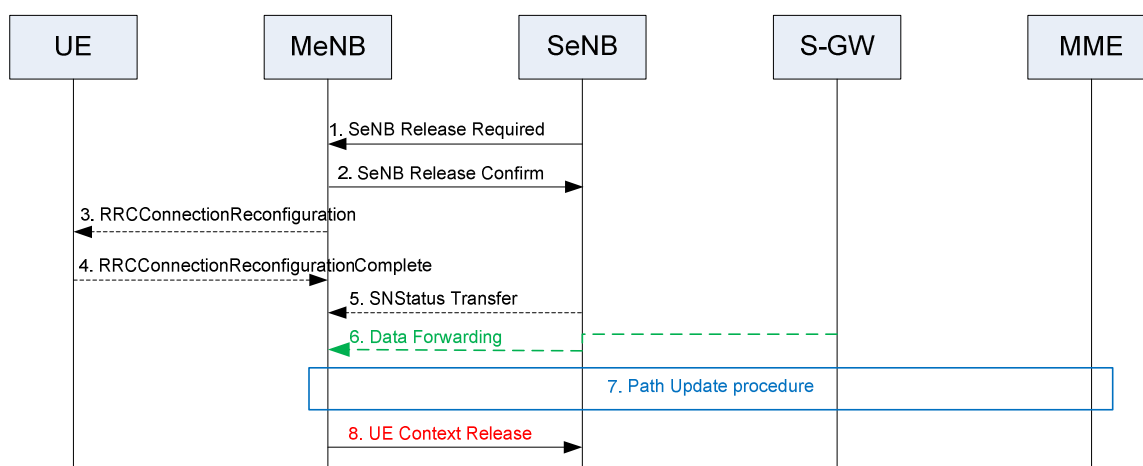 UE MeNB SeNB S-GW MME
1. SeNB Release Required
2. SeNB Release Confirm
3. RRCConnectionReconfiguration
4. RRCConnectionReconfigurationComplete
5. SNStatus Transfer
6. Data Forwarding
7. Path Update procedure
8. UE Context Release